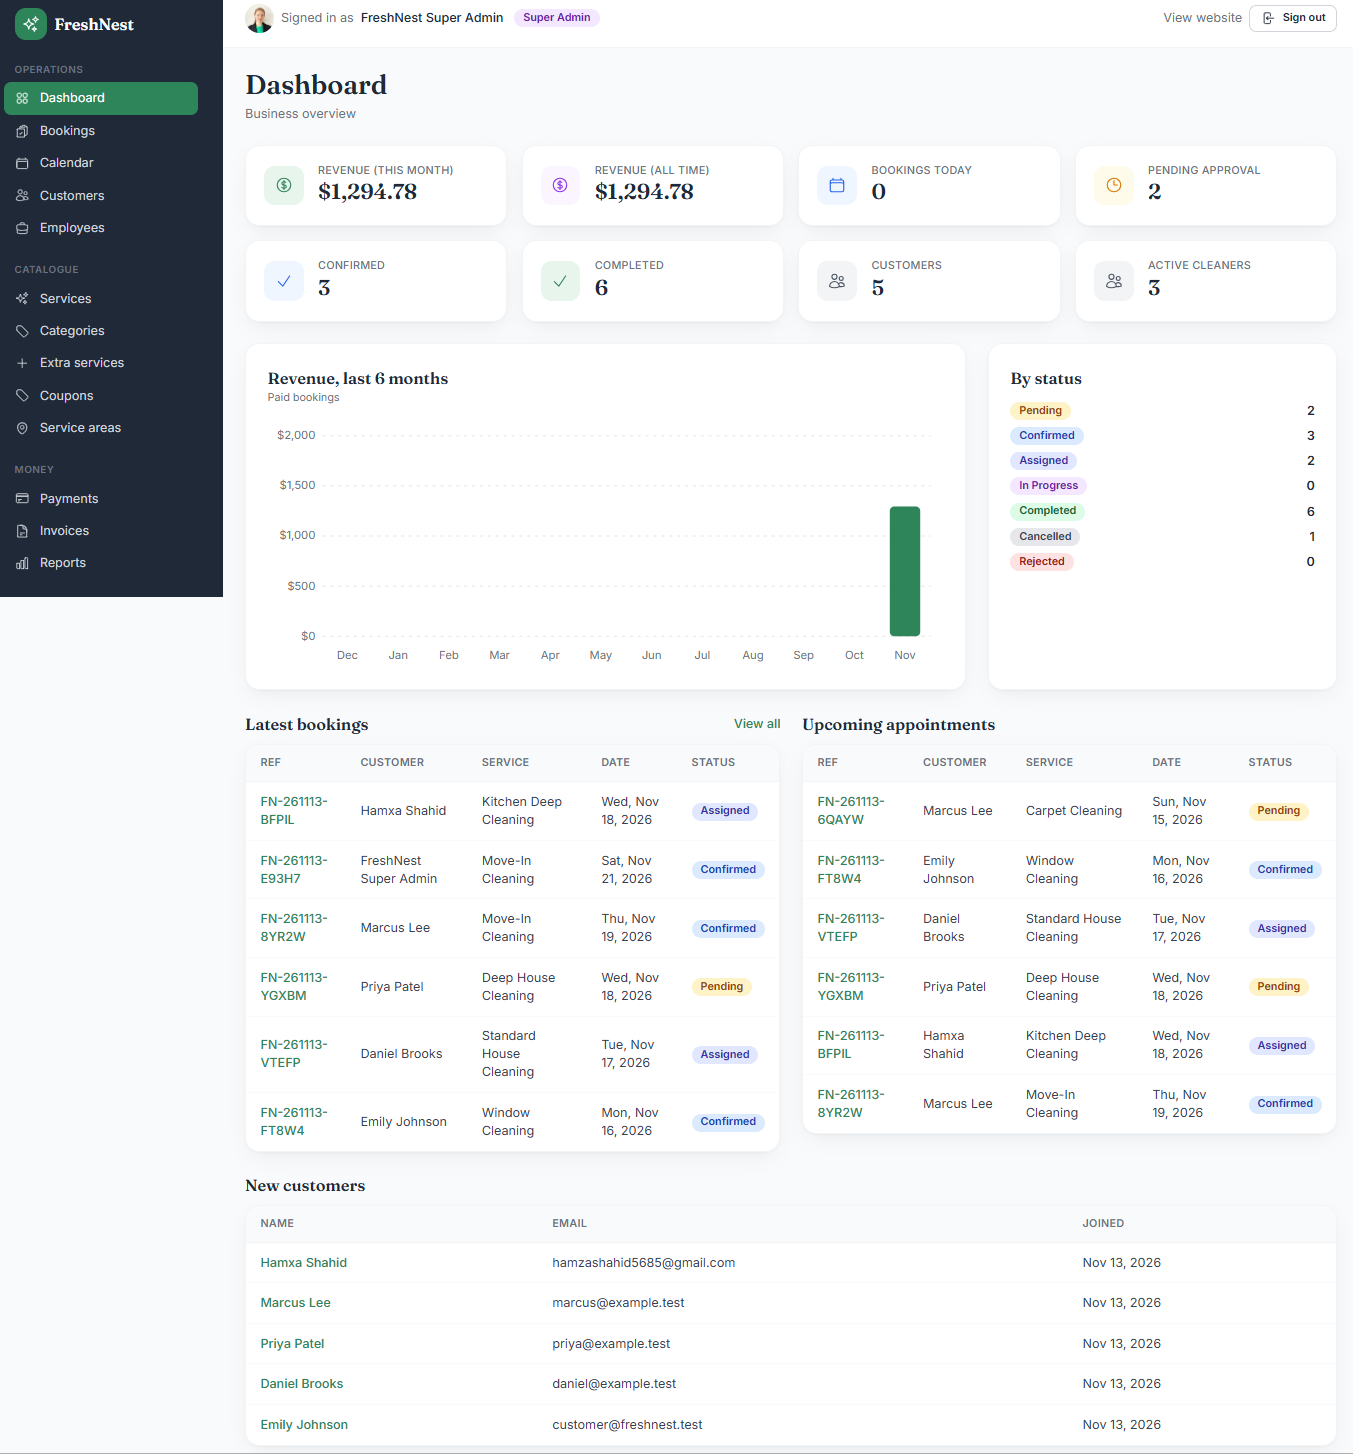 FreshNest
Signed in as FreshNest Super Admin Super Admin
View website
Sign out
OPERATIONS
Dashboard
Bookings
Calendar
Customers
Employees
CATALOGUE
Services
Categories
Extra services
Coupons
Service areas
MONEY
Payments
Invoices
Reports
Dashboard
Business overview
REVENUE (THIS MONTH)
$1,294.78
REVENUE (ALL TIME)
$1,294.78
BOOKINGS TODAY
0
PENDING APPROVAL
2
CONFIRMED
3
COMPLETED
6
CUSTOMERS
5
ACTIVE CLEANERS
3
Revenue, last 6 months
Paid bookings
$2,000
$1,500
$1,000
$500
$0
Dec Jan Feb Mar Apr May Jun Jul Aug Sep Oct Nov
By status
Pending 2
Confirmed 3
Assigned 2
In Progress 0
Completed 6
Cancelled 1
Rejected 0
Latest bookings
View all
REF CUSTOMER SERVICE DATE STATUS
FN-261113- Hamxa Shahid Kitchen Deep Wed, Nov Assigned
BFPIL Cleaning 18, 2026
FN-261113- FreshNest Move-In Sat, Nov Confirmed
E93H7 Super Admin Cleaning 21, 2026
FN-261113- Marcus Lee Move-In Thu, Nov Confirmed
8YR2W Cleaning 19, 2026
FN-261113- Priya Patel Deep House Wed, Nov Pending
YGXBM Cleaning 18, 2026
Standard
FN-261113- Daniel Brooks House Tue, Nov Assigned
VTEFP Cleaning 17, 2026
FN-261113- Emily Johnson Window Mon, Nov Confirmed
FT8W4 Cleaning 16, 2026
Upcoming appointments
REF CUSTOMER SERVICE DATE STATUS
FN-261113- Marcus Lee Carpet Cleaning Sun, Nov Pending
6QAYW 15, 2026
FN-261113- Emily Window Mon, Nov Confirmed
FT8W4 Johnson Cleaning 16, 2026
FN-261113- Daniel Standard House Tue, Nov Assigned
VTEFP Brooks Cleaning 17, 2026
FN-261113- Priya Patel Deep House Wed, Nov Pending
YGXBM Cleaning 18, 2026
FN-261113- Hamxa Kitchen Deep Wed, Nov Assigned
BFPIL Shahid Cleaning 18, 2026
FN-261113- Marcus Lee Move-In Thu, Nov Confirmed
8YR2W Cleaning 19, 2026
New customers
NAME EMAIL JOINED
Hamxa Shahid hamzashahid5685@gmail.com Nov 13, 2026
Marcus Lee marcus@example.test Nov 13, 2026
Priya Patel priya@example.test Nov 13, 2026
Daniel Brooks daniel@example.test Nov 13, 2026
Emily Johnson customer@freshnest.test Nov 13, 2026